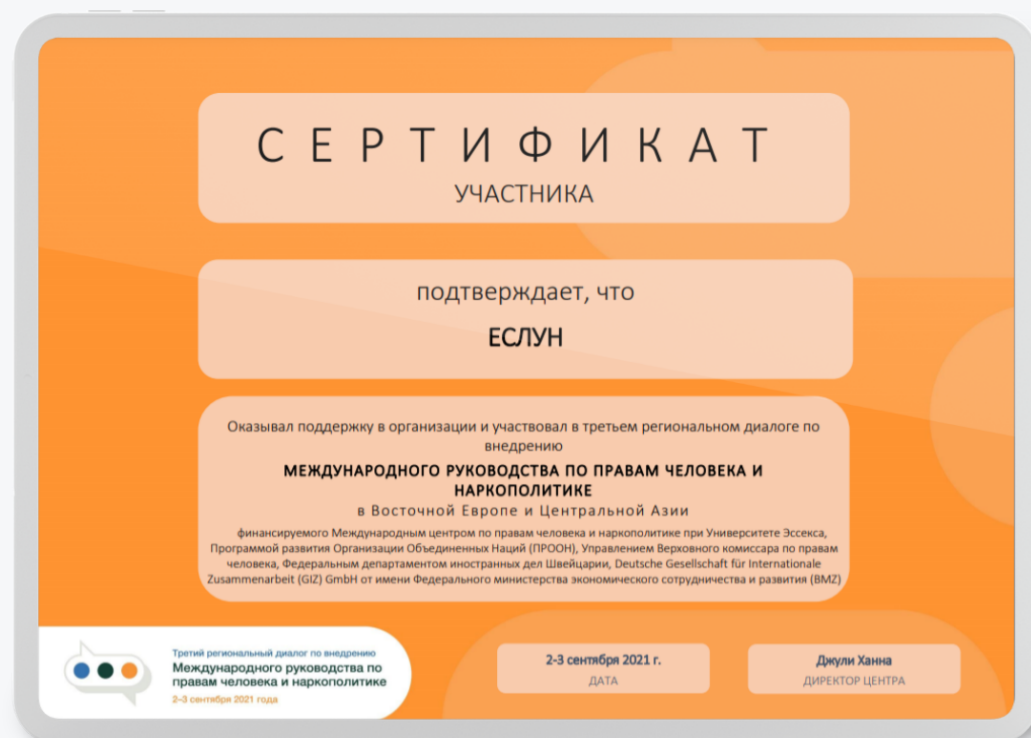 СЕРТИФИКАТ
УЧАСТНИКА
подтверждает, что
ЕСЛУН
Оказывал поддержку в организации и участвовал в третьем региональном диалоге по
внедрению
МЕЖДУНАРОДНОГО РУКОВОДСТВА ПО ПРАВАМ ЧЕЛОВЕКА И
НАРКОПОЛИТИКЕ
в Восточной Европе и Центральной Азии
финансируемого Международным центром по правам человека и наркополитике при Университете Эссекса,
Программой развития Организации Объединенных Наций (ПРООН), Управлением Верховного комиссара по правам
человека, Федеральным департаментом иностранных дел Швейцарии, Deutsche Gesellschaft für Internationale
Zusammenarbeit (GIZ) GmbH от имени Федерального министерства экономического сотрудничества и развития (BMZ)
Третий региональный диалог по внедрению
Международного руководства по
правам человека и наркополитике
2–3 сентября 2021 года
2-3 сентября 2021 г.
ДАТА
Джули Ханна
ДИРЕКТОР ЦЕНТРА